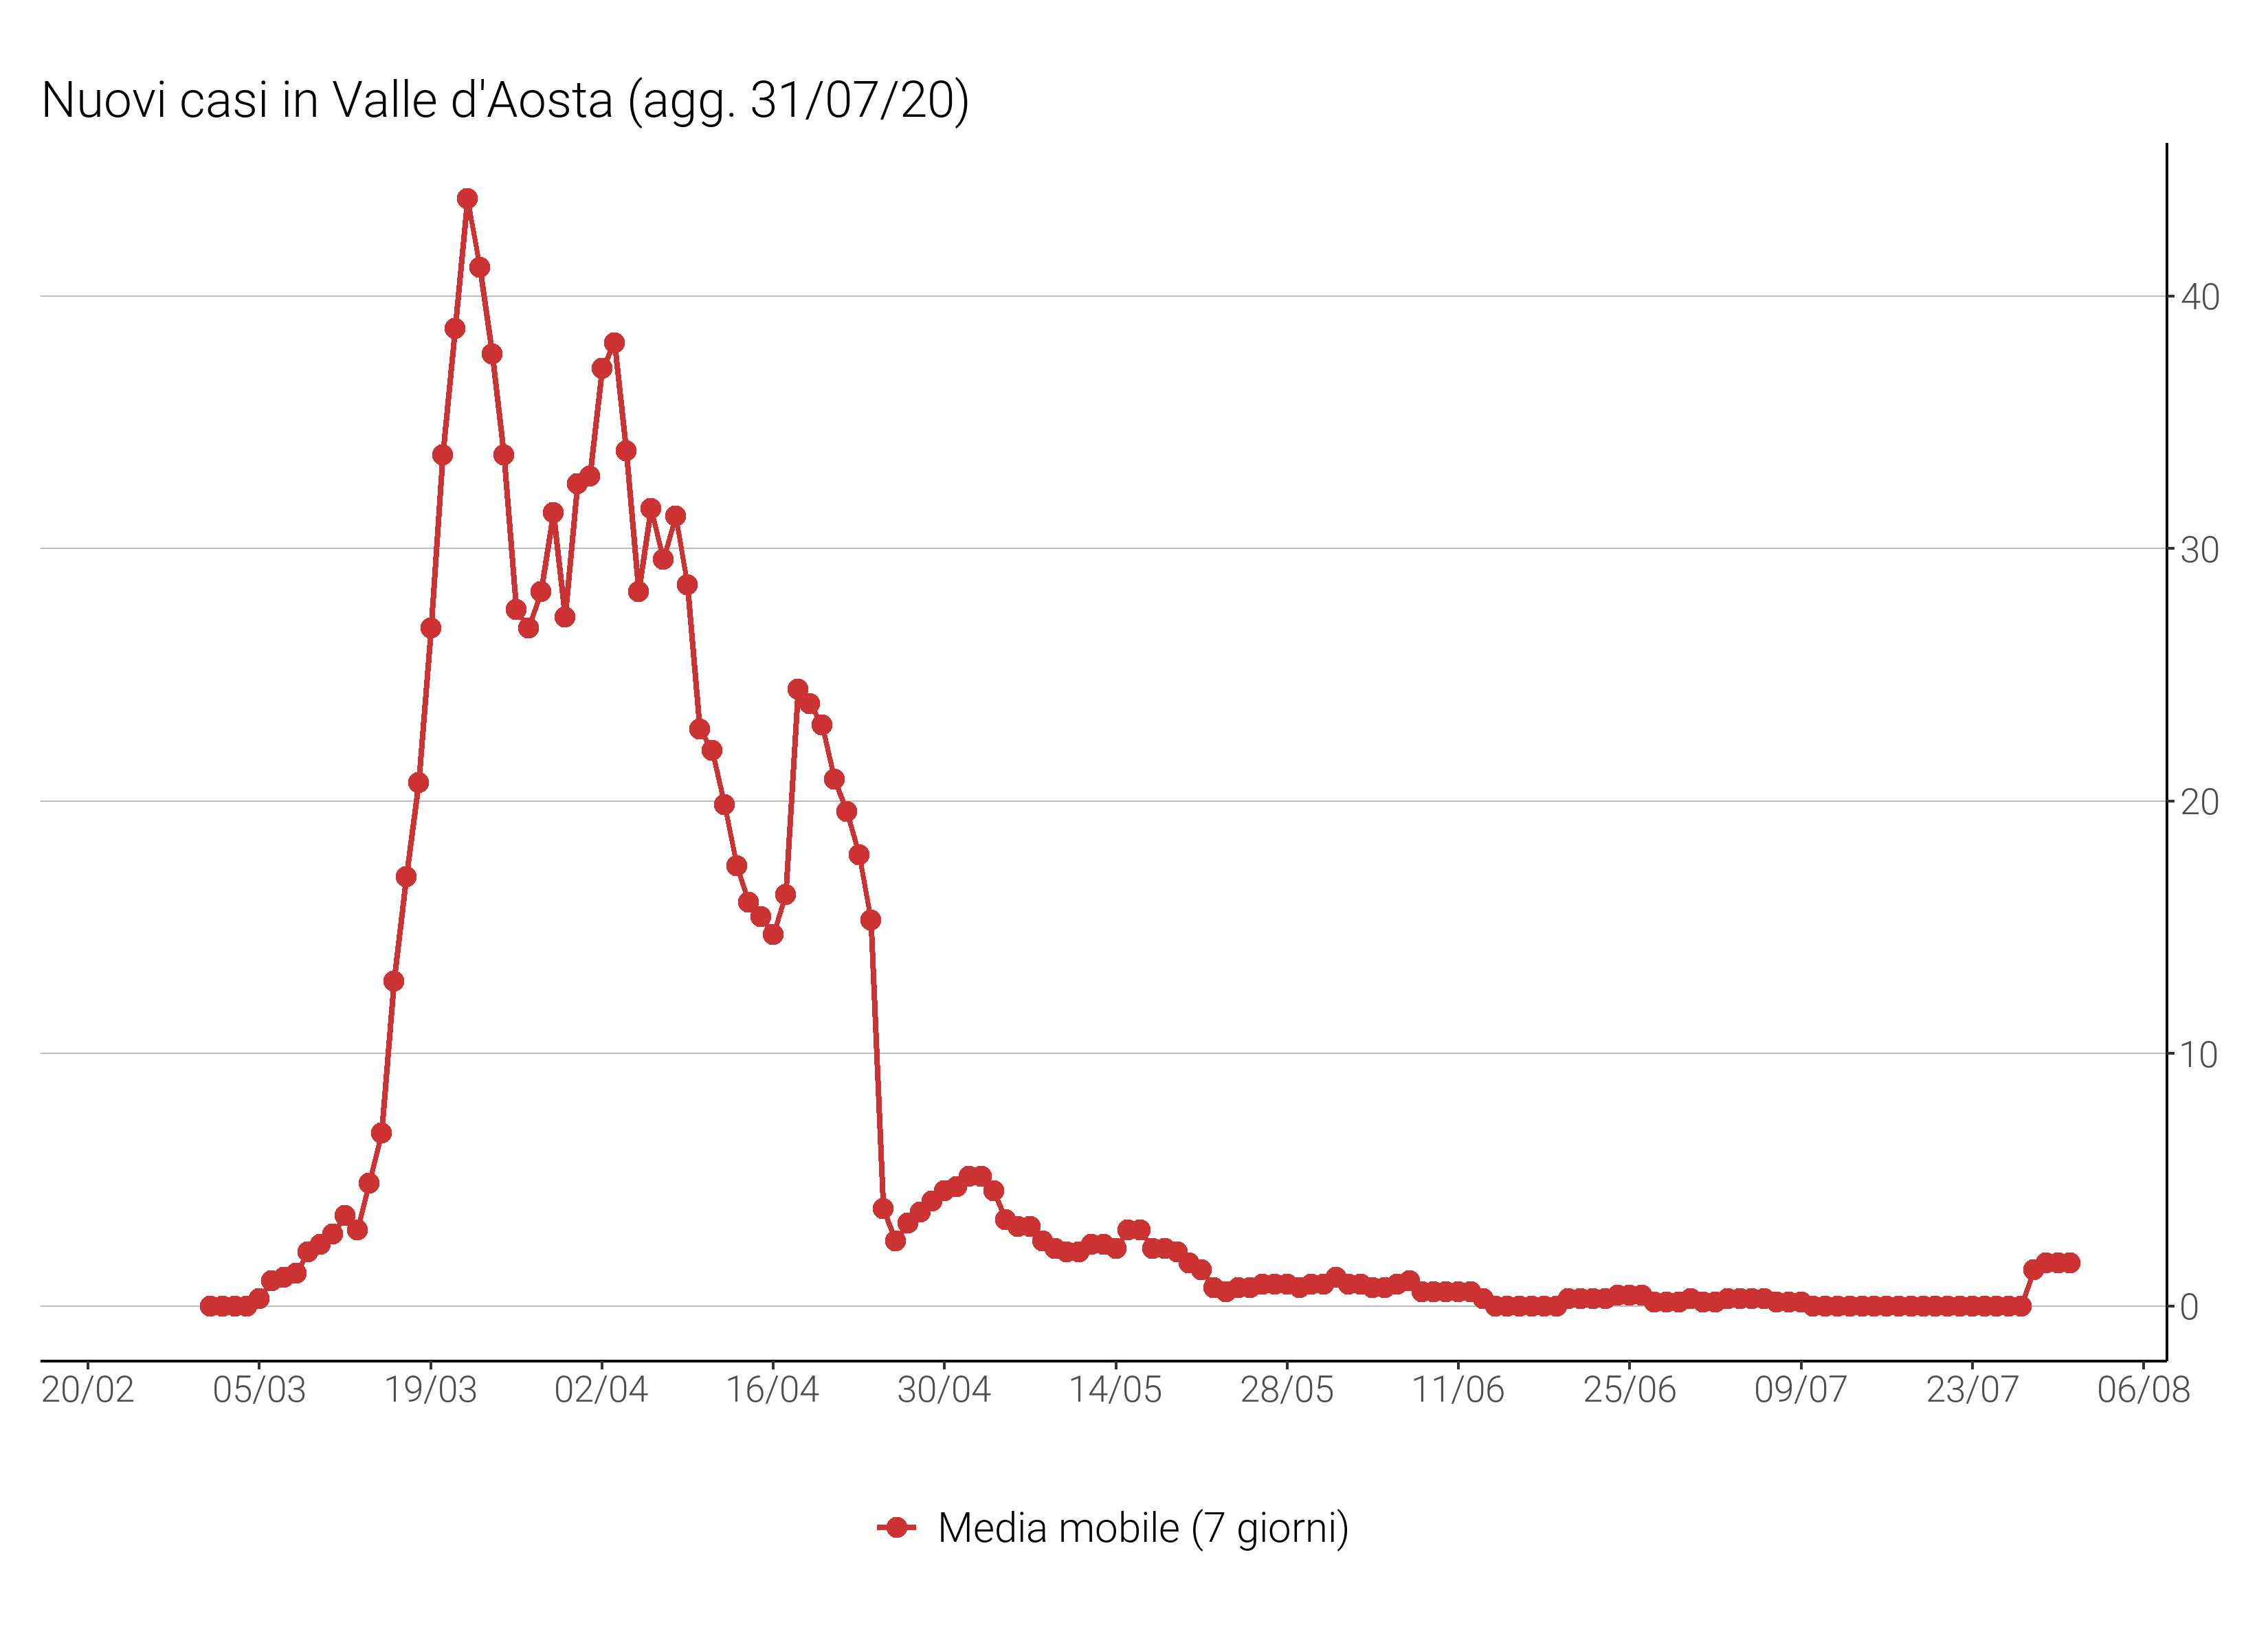 Nuovi casi in Valle d'Aosta (agg. 31/07/20)
40
30
20
10
0
20/02 05/03 19/03 02/04 16/04 30/04 14/05 28/05 11/06 25/06 09/07 23/07 06/08
Media mobile (7 giorni)